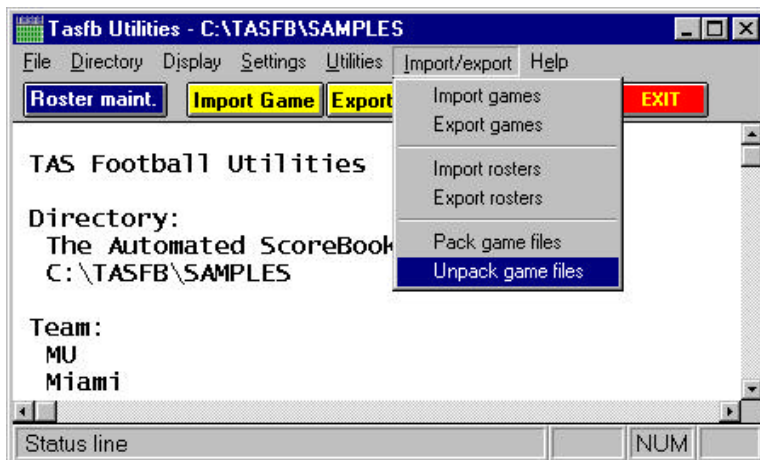 Tasfb Utilities - C:\TASFB\SAMPLES
File Directory Display Settings Utilities Import/export Help
Roster maint. Import Game Export EXIT
Import games
Export games
Import rosters
Export rosters
Pack game files
Unpack game files
TAS Football Utilities
Directory:
The Automated ScoreBook
C:\TASFB\SAMPLES
Team:
MU
Miami
Status line NUM